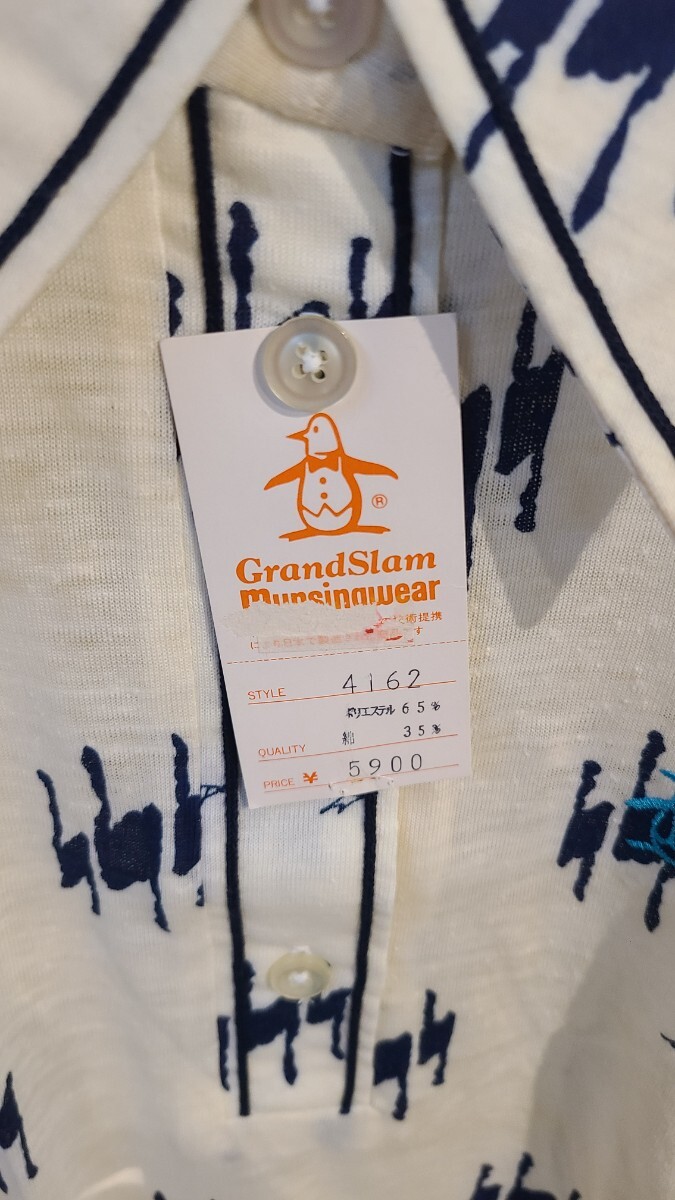 ®
GrandSlam
munsingwear
技術提携
STYLE 4162
ポリエステル 65%
QUALITY 綿 35%
PRICE ¥ 5900